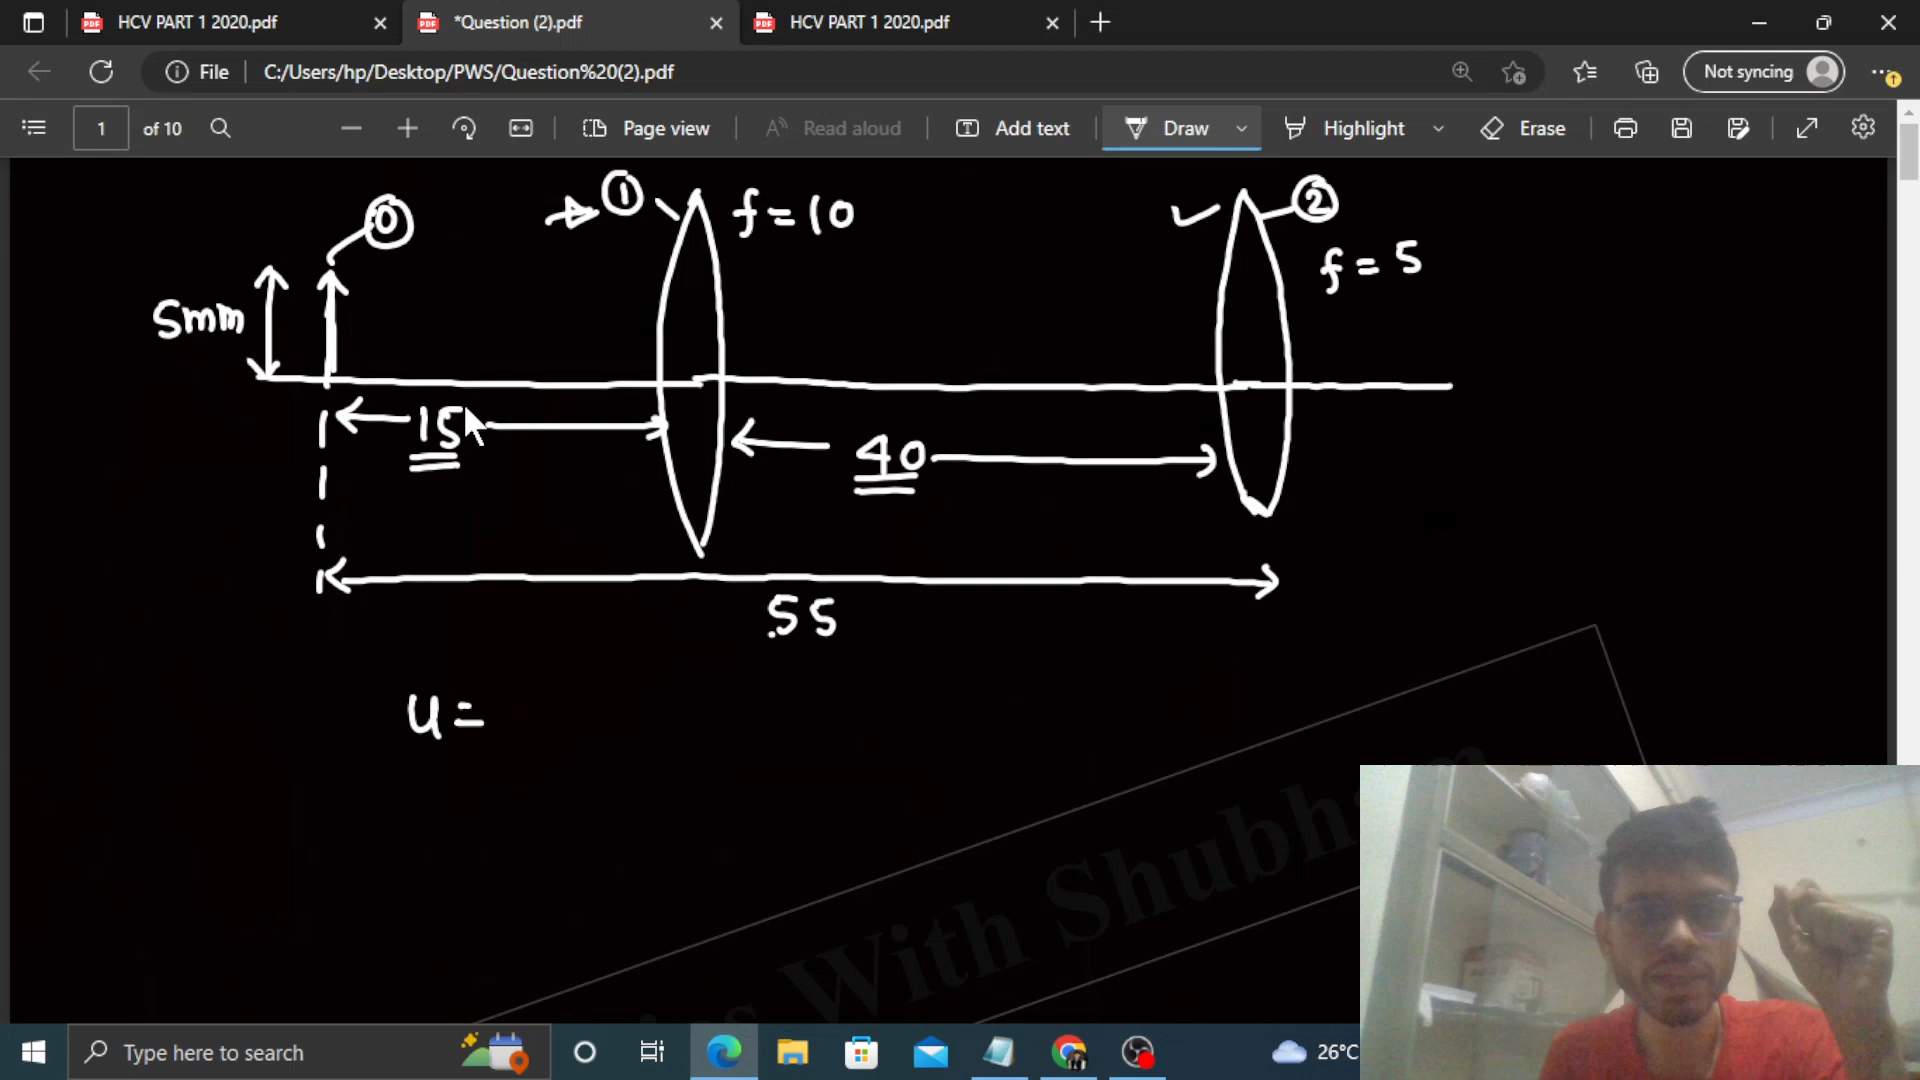 HCV PART 1 2020.pdf
*Question (2).pdf
HCV PART 1 2020.pdf
File
C:/Users/hp/Desktop/PWS/Question%20(2).pdf
Not syncing
1
of 10
Page view
Read aloud
Add text
Draw
Highlight
Erase
0
1
f=10
2
f=5
5mm
15
40
55
u=
With Shubh
Type here to search
26°C